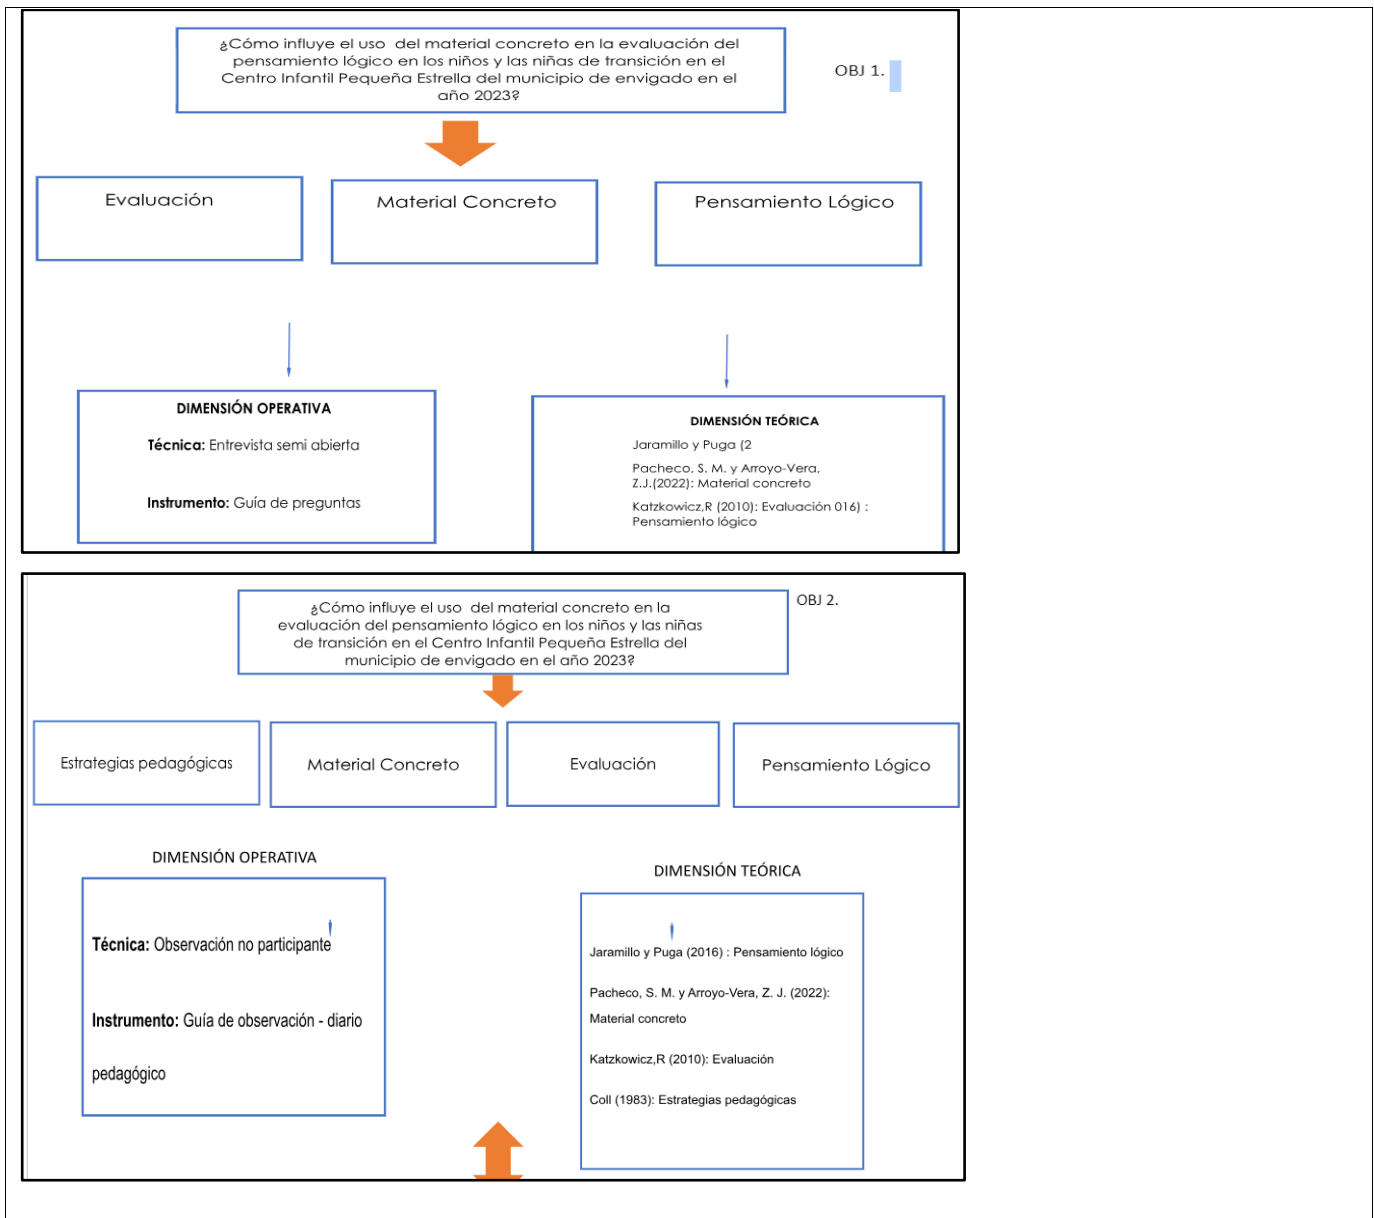 ¿Cómo influye el uso  del material concreto en la evaluación del
pensamiento lógico en los niños y las niñas de transición en el
Centro Infantil Pequeña Estrella del municipio de envigado en el
año 2023?
OBJ 1.
Evaluación
Material Concreto
Pensamiento Lógico
DIMENSIÓN OPERATIVA
Técnica: Entrevista semi abierta
Instrumento: Guía de preguntas
DIMENSIÓN TEÓRICA
Jaramillo y Puga (2
Pacheco, S. M. y Arroyo-Vera,
Z.J.(2022): Material concreto
Katzkowicz,R (2010): Evaluación 016) :
Pensamiento lógico
¿Cómo influye el uso  del material concreto en la
evaluación del pensamiento lógico en los niños y las niñas
de transición en el Centro Infantil Pequeña Estrella del
municipio de envigado en el año 2023?
OBJ 2.
Estrategias pedagógicas
Material Concreto
Evaluación
Pensamiento Lógico
DIMENSIÓN OPERATIVA
Técnica: Observación no participante
Instrumento: Guía de observación - diario
pedagógico
DIMENSIÓN TEÓRICA
Jaramillo y Puga (2016) : Pensamiento lógico
Pacheco, S. M. y Arroyo-Vera, Z. J. (2022):
Material concreto
Katzkowicz,R (2010): Evaluación
Coll (1983): Estrategias pedagógicas